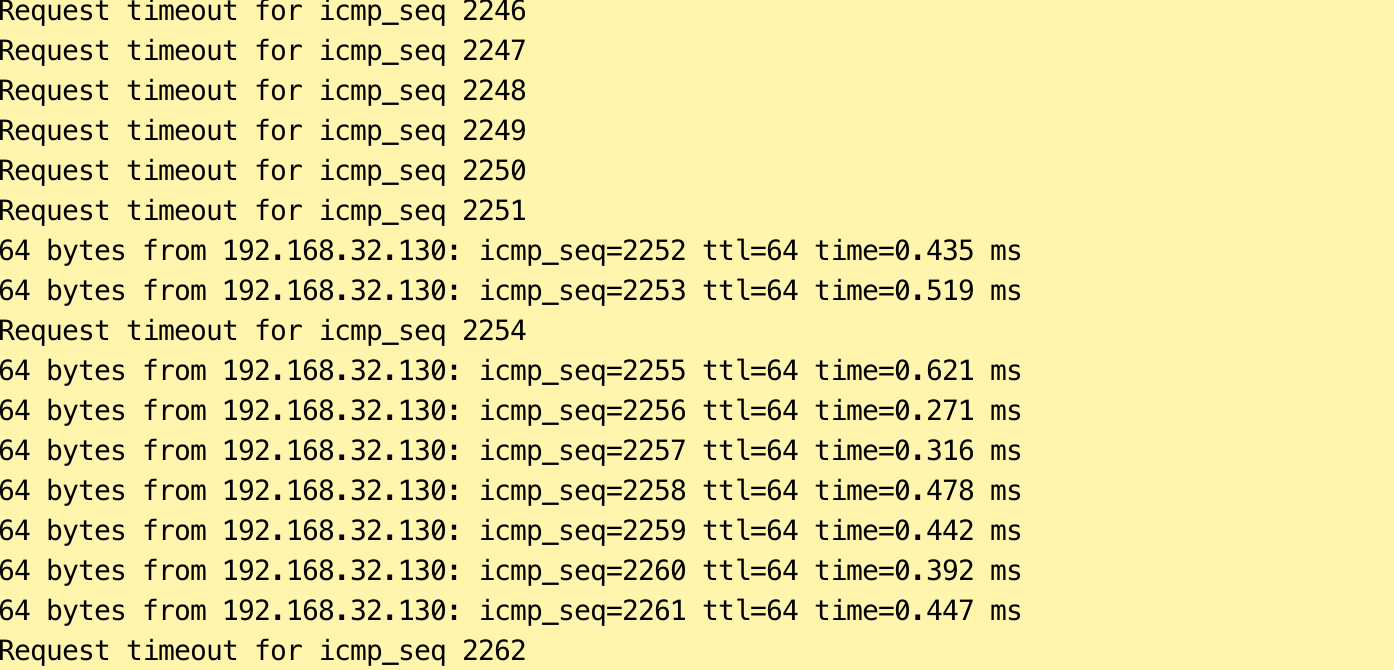 Request timeout for icmp_seq 2246
Request timeout for icmp_seq 2247
Request timeout for icmp_seq 2248
Request timeout for icmp_seq 2249
Request timeout for icmp_seq 2250
Request timeout for icmp_seq 2251
64 bytes from 192.168.32.130: icmp_seq=2252 ttl=64 time=0.435 ms
64 bytes from 192.168.32.130: icmp_seq=2253 ttl=64 time=0.519 ms
Request timeout for icmp_seq 2254
64 bytes from 192.168.32.130: icmp_seq=2255 ttl=64 time=0.621 ms
64 bytes from 192.168.32.130: icmp_seq=2256 ttl=64 time=0.271 ms
64 bytes from 192.168.32.130: icmp_seq=2257 ttl=64 time=0.316 ms
64 bytes from 192.168.32.130: icmp_seq=2258 ttl=64 time=0.478 ms
64 bytes from 192.168.32.130: icmp_seq=2259 ttl=64 time=0.442 ms
64 bytes from 192.168.32.130: icmp_seq=2260 ttl=64 time=0.392 ms
64 bytes from 192.168.32.130: icmp_seq=2261 ttl=64 time=0.447 ms
Request timeout for icmp_seq 2262